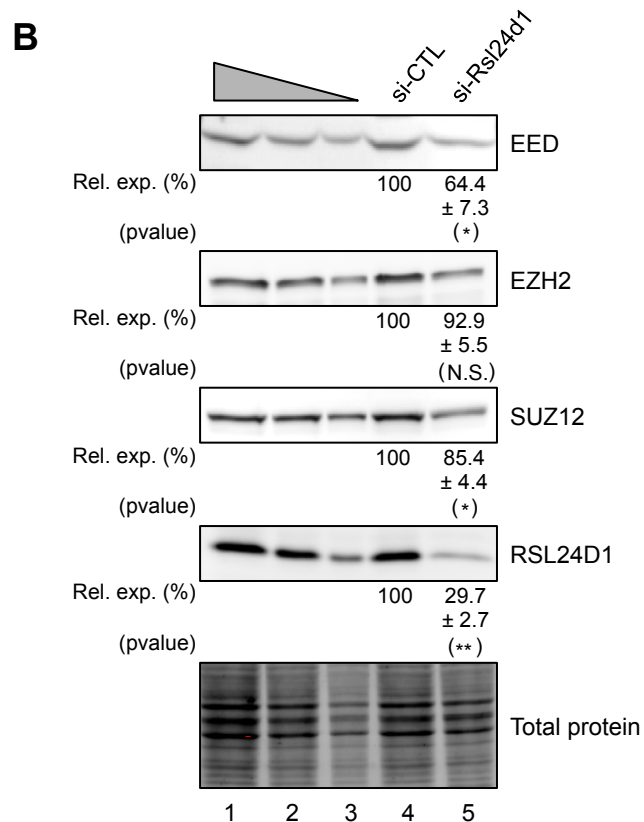 B
si-CTL si-Rsl24d1
EED
Rel. exp. (%) 100 64.4
± 7.3
(pvalue) (*)
EZH2
Rel. exp. (%) 100 92.9
± 5.5
(pvalue) (N.S.)
SUZ12
Rel. exp. (%) 100 85.4
± 4.4
(pvalue) (*)
RSL24D1
Rel. exp. (%) 100 29.7
± 2.7
(pvalue) (**)
Total protein
1 2 3 4 5